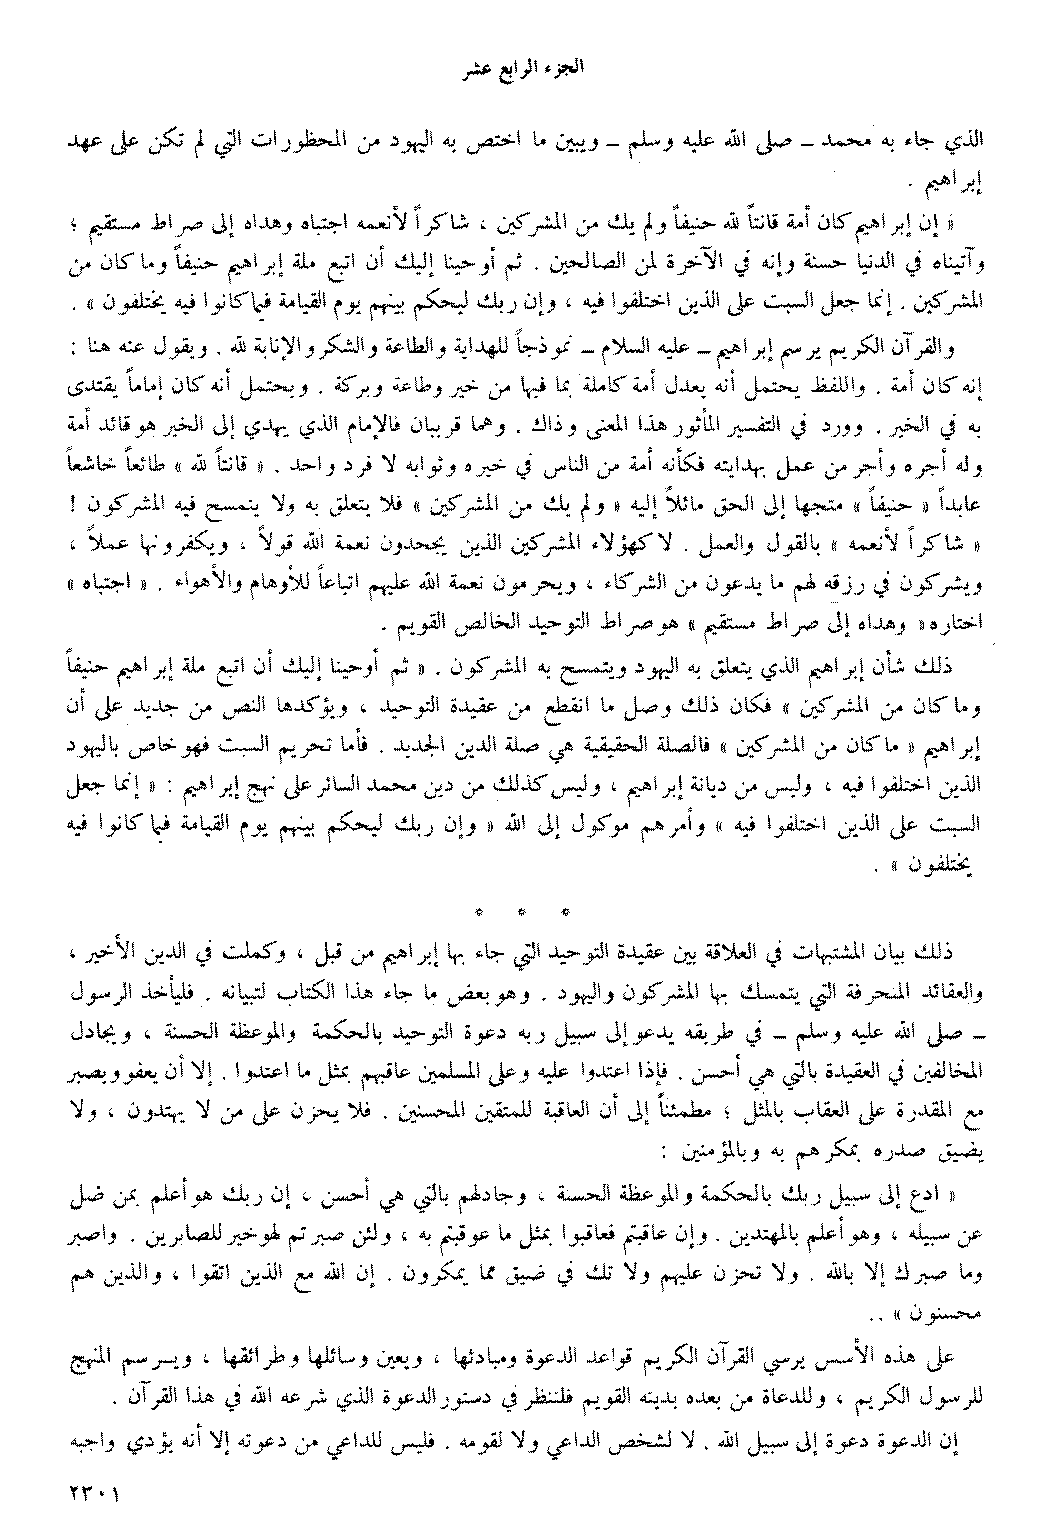 الجزء الرابع عشر
الذي جاء به محمد ــ صلى الله عليه وسلم ــ ويبين ما اختص به اليهود من المحظورات التي لم تكن على عهد
إبراهيم .
« إن إبراهيم كان أمة قانتاً لله حنيفاً ولم يك من المشركين ، شاكراً لأنعمه اجتباه وهداه إلى صراط مستقيم ؛
وآتيناه في الدنيا حسنة وإنه في الآخرة لمن الصالحين . ثم أوحينا إليك أن اتبع ملة إبراهيم حنيفاً وما كان من
المشركين . إنما جعل السبت على الذين اختلفوا فيه ، وإن ربك ليحكم بينهم يوم القيامة فيما كانوا فيه يختلفون » .
والقرآن الكريم يرسم إبراهيم ــ عليه السلام ــ نموذجاً للهداية والطاعة والشكر والإنابة لله . ويقول عنه هنا :
إنه كان أمة . واللفظ يحتمل أنه يعدل أمة كاملة بما فيها من خير وطاعة وبركة . ويحتمل أنه كان إماماً يقتدى
به في الخير . وورد في التفسير المأثور هذا المعنى وذاك . وهما قريبان فالإمام الذي يهدي إلى الخير هو قائد أمة
وله أجره وأجر من عمل بهدايته فكأنه أمة من الناس في خيره وثوابه لا فرد واحد . « قانتاً لله » طائعاً خاشعاً
عابداً « حنيفاً » متجها إلى الحق مائلاً إليه « ولم يك من المشركين » فلا يتعلق به ولا يتمسح فيه المشركون !
« شاكراً لأنعمه » بالقول والعمل . لا كهؤلاء المشركين الذين يجحدون نعمة الله قولاً ، ويكفرونها عملاً ،
ويشركون في رزقه لهم ما يدعون من الشركاء ، ويحرمون نعمة الله عليهم اتباعاً للأوهام والأهواء . « اجتباه »
اختاره « وهداه إلى صراط مستقيم » هو صراط التوحيد الخالص القويم .
ذلك شأن إبراهيم الذي يتعلق به اليهود ويتمسح به المشركون . « ثم أوحينا إليك أن اتبع ملة إبراهيم حنيفاً
وما كان من المشركين » فكان ذلك وصل ما انقطع من عقيدة التوحيد ، ويؤكدها النص من جديد على أن
إبراهيم « ما كان من المشركين » فالصلة الحقيقية هي صلة الدين الجديد . فأما تحريم السبت فهو خاص باليهود
الذين اختلفوا فيه ، وليس من ديانة إبراهيم ، وليس كذلك من دين محمد السائر على نهج إبراهيم : « إنما جعل
السبت على الذين اختلفوا فيه » وأمرهم موكول إلى الله « وإن ربك ليحكم بينهم يوم القيامة فيما كانوا فيه
يختلفون » .
* * *
ذلك بيان المشتبهات في العلاقة بين عقيدة التوحيد التي جاء بها إبراهيم من قبل ، وكملت في الدين الأخير ،
والعقائد المنحرفة التي يتمسك بها المشركون واليهود . وهو بعض ما جاء هذا الكتاب لتبيانه . فليأخذ الرسول
ــ صلى الله عليه وسلم ــ في طريقه يدعو إلى سبيل ربه دعوة التوحيد بالحكمة والموعظة الحسنة ، ويجادل
المخالفين في العقيدة بالتي هي أحسن . فإذا اعتدوا عليه وعلى المسلمين عاقبهم بمثل ما اعتدوا . إلا أن يعفو ويصبر
مع المقدرة على العقاب بالمثل ؛ مطمئناً إلى أن العاقبة للمتقين المحسنين . فلا يحزن على من لا يهتدون ، ولا
يضيق صدره بمكرهم به وبالمؤمنين :
« ادع إلى سبيل ربك بالحكمة والموعظة الحسنة ، وجادلهم بالتي هي أحسن ، إن ربك هو أعلم بمن ضل
عن سبيله ، وهو أعلم بالمهتدين . وإن عاقبتم فعاقبوا بمثل ما عوقبتم به ، ولئن صبرتم لهو خير للصابرين . واصبر
وما صبرك إلا بالله . ولا تحزن عليهم ولا تك في ضيق مما يمكرون . إن الله مع الذين اتقوا ، والذين هم
محسنون » ..
على هذه الأسس يرسي القرآن الكريم قواعد الدعوة ومبادئها ، ويعين وسائلها وطرائقها ، ويرسم المنهج
للرسول الكريم ، وللدعاة من بعده بدينه القويم فلننظر في دستور الدعوة الذي شرعه الله في هذا القرآن .
إن الدعوة دعوة إلى سبيل الله . لا لشخص الداعي ولا لقومه . فليس للداعي من دعوته إلا أنه يؤدي واجبه
٢٣٠١